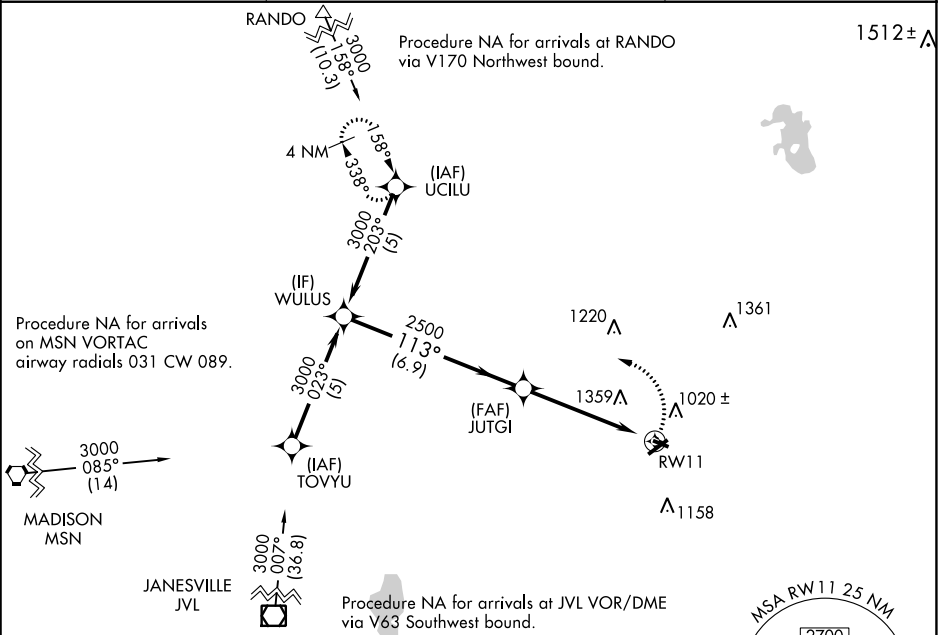 RANDO
3000
158°
(10.3)
Procedure NA for arrivals at RANDO
via V170 Northwest bound.
1512±
4 NM
158°
338°
(IAF)
UCILU
3000
203°
(5)
(IF)
WULUS
Procedure NA for arrivals
on MSN VORTAC
airway radials 031 CW 089.
2500
113°
(6.9)
1220
1361
3000
023°
(5)
(FAF)
JUTGI
1359
1020 ±
RW11
(IAF)
TOVYU
3000
085°
(14)
MADISON
MSN
1158
3000
007°
(36.8)
JANESVILLE
JVL
Procedure NA for arrivals at JVL VOR/DME
via V63 Southwest bound.
MSA RW11 25 NM